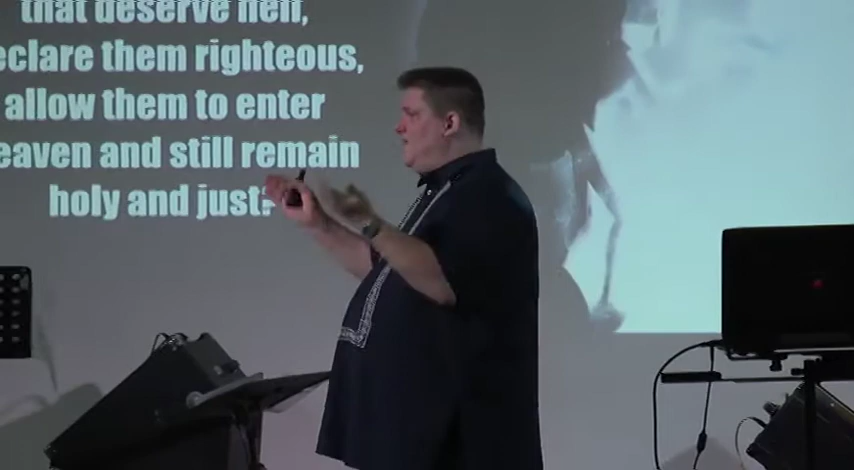 that deserve hell,
eclare them righteous,
allow them to enter
eaven and still remain
holy and just?